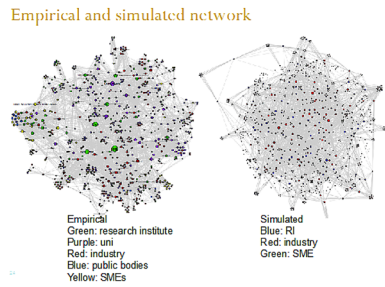 Empirical and simulated network
Empirical
Green: research institute
Purple: uni
Red: industry
Blue: public bodies
Yellow: SMEs
Simulated
Blue: RI
Red: industry
Green: SME